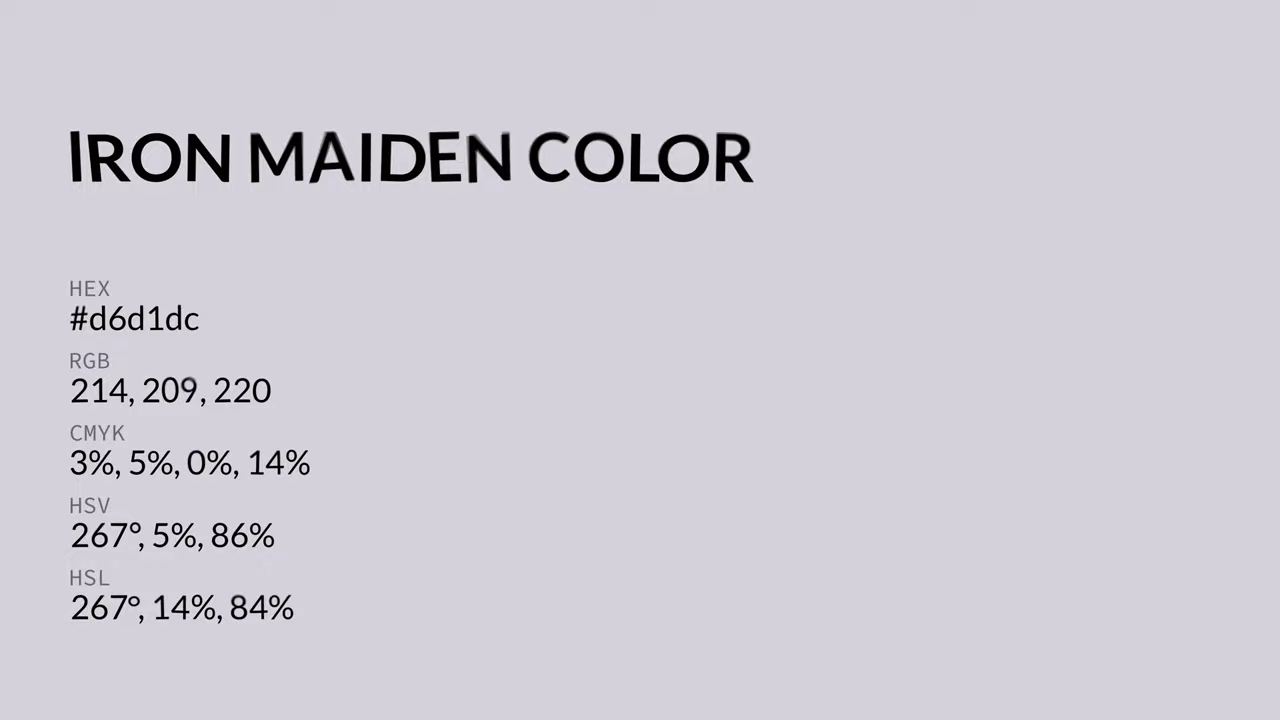 IRON MAIDEN COLOR
HEX
#d6d1dc
RGB
214, 209, 220
CMYK
3%, 5%, 0%, 14%
HSV
267°, 5%, 86%
HSL
267°, 14%, 84%